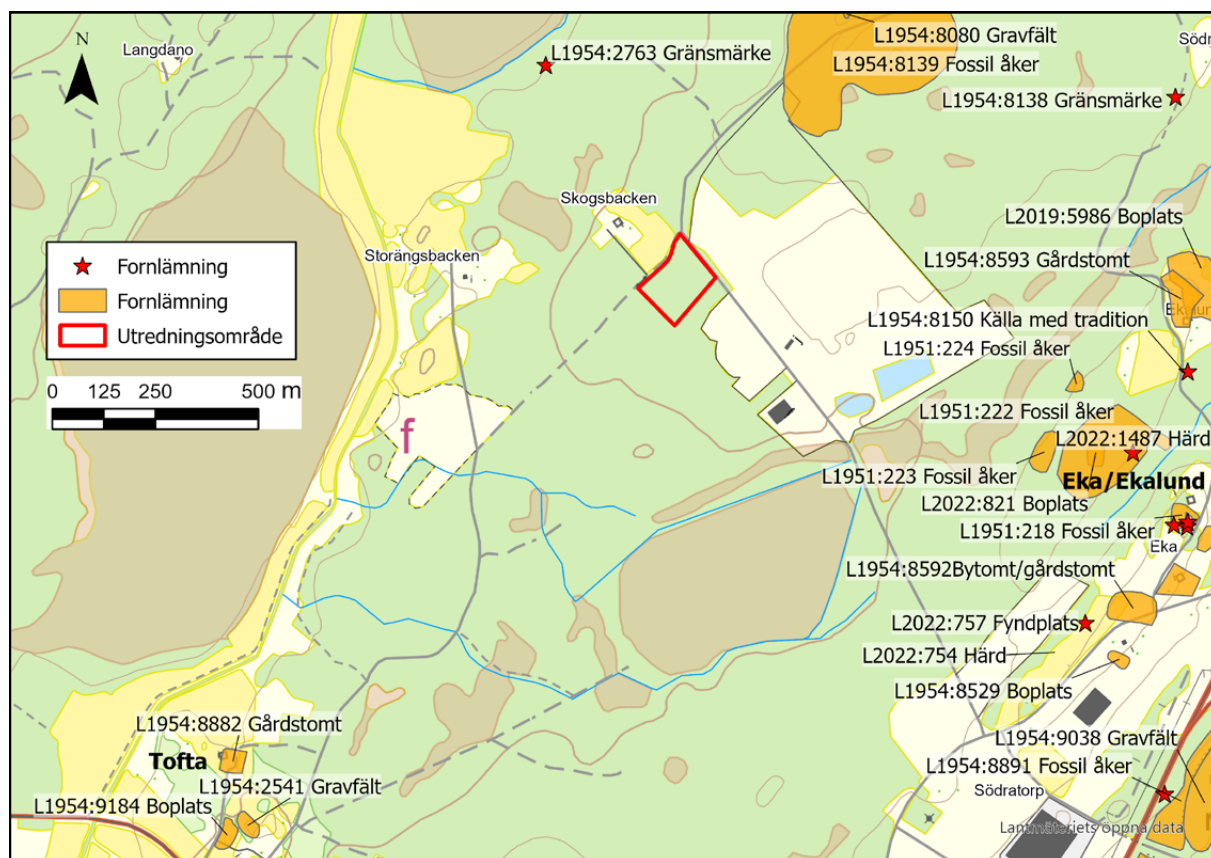 N
Langdano
L1954:2763 Gränsmärke
L1954:8080 Gravfält
L1954:8139 Fossil åker
Södr
L1954:8138 Gränsmärke
Skogsbacken
L2019:5986 Boplats
Storängsbacken
L1954:8593 Gårdstomt
Fornlämning
Fornlämning
Utredningsområde
L1954:8150 Källa med tradition
L1951:224 Fossil åker
0 125 250 500 m
f
L1951:222 Fossil åker
L2022:1487 Härd
L1951:223 Fossil åker
Eka/Ekalund
L2022:821 Boplats
L1951:218 Fossil åker
Eka
L1954:8592Bytomt/gårdstomt
L2022:757 Fyndplats
L2022:754 Härd
L1954:8529 Boplats
L1954:8882 Gårdstomt
L1954:9038 Gravfält
Tofta
L1954:8891 Fossil åker
L1954:2541 Gravfält
Södratorp
L1954:9184 Boplats
Lantmäteriets öppna data